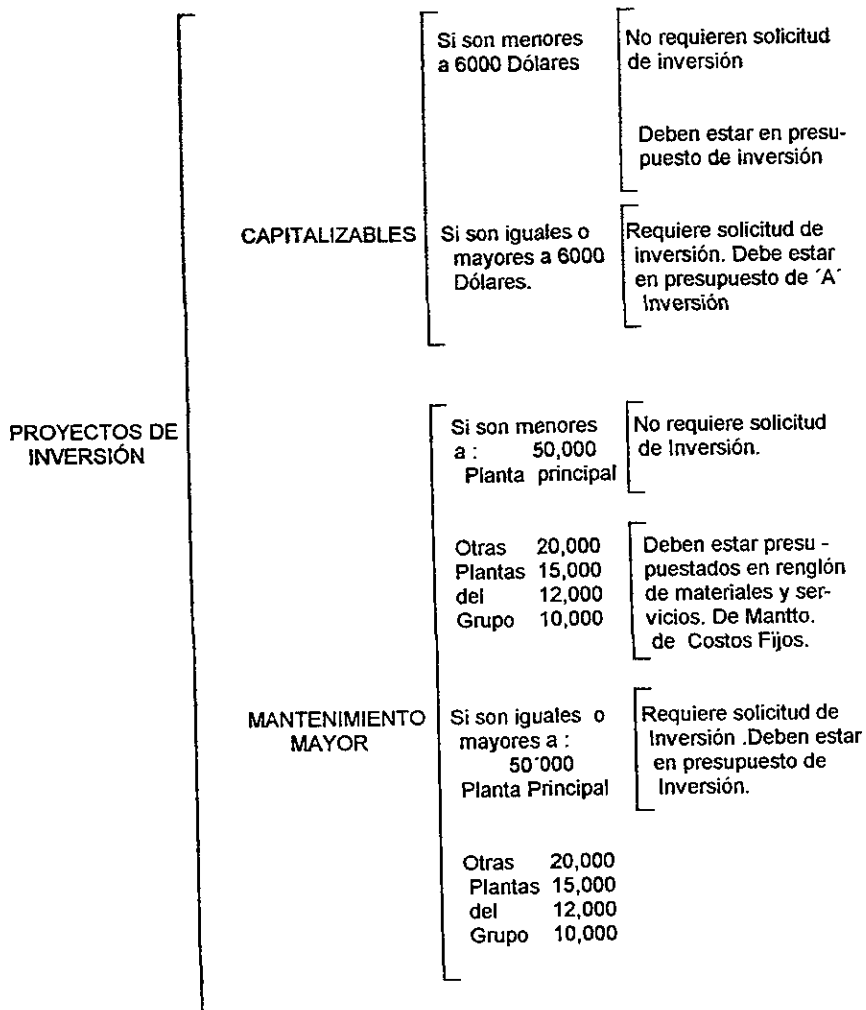 Si son menores
a 6000 Dólares
No requieren solicitud
de inversión
Deben estar en presu-
puesto de inversión
CAPITALIZABLES
Si son iguales o
mayores a 6000
Dólares.
Requiere solicitud de
inversión. Debe estar
en presupuesto de ´A´
Inversión
PROYECTOS DE
INVERSIÓN
Si son menores
a : 50,000
Planta principal
No requiere solicitud
de Inversión.
Otras 20,000
Plantas 15,000
del 12,000
Grupo 10,000
Deben estar presu -
puestados en renglón
de materiales y ser-
vicios. De Mantto.
de Costos Fijos.
MANTENIMIENTO
MAYOR
Si son iguales o
mayores a :
50´000
Planta Principal
Requiere solicitud de
Inversión .Deben estar
en presupuesto de
Inversión.
Otras 20,000
Plantas 15,000
del 12,000
Grupo 10,000